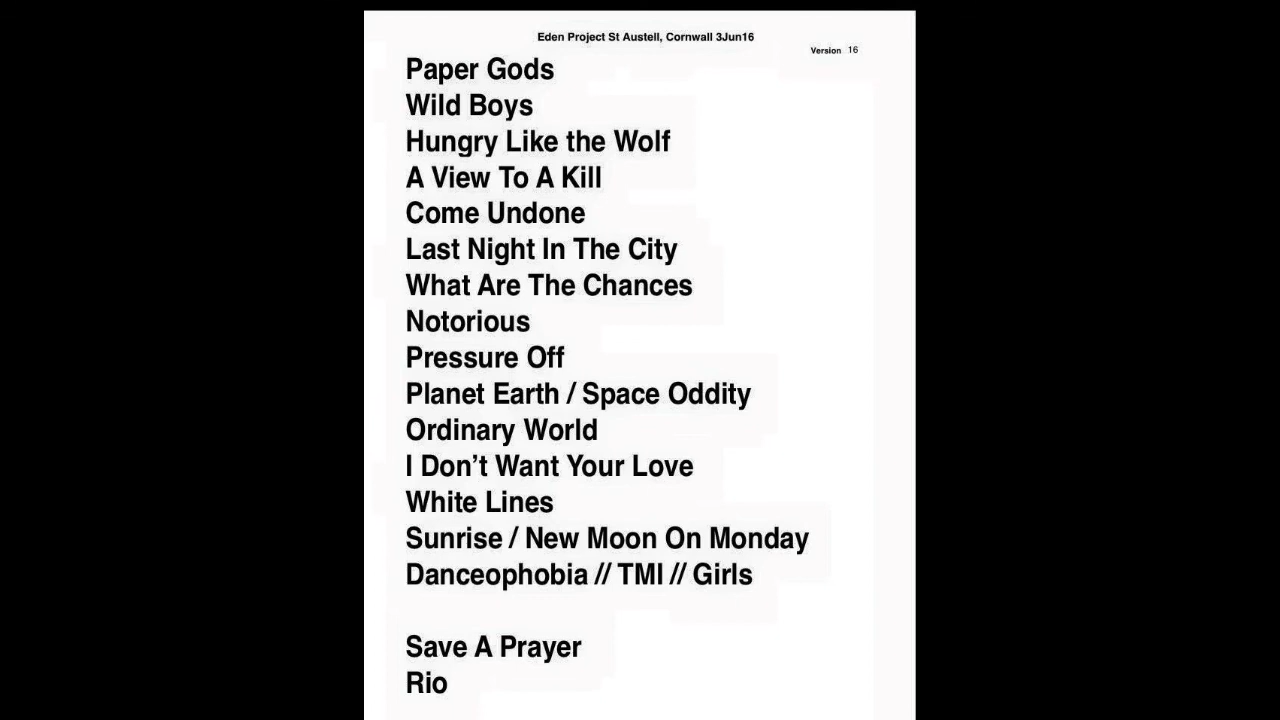 Eden Project St Austell, Cornwall 3Jun16
Version 16
Paper Gods
Wild Boys
Hungry Like the Wolf
A View To A Kill
Come Undone
Last Night In The City
What Are The Chances
Notorious
Pressure Off
Planet Earth / Space Oddity
Ordinary World
I Don’t Want Your Love
White Lines
Sunrise / New Moon On Monday
Danceophobia // TMI // Girls
Save A Prayer
Rio